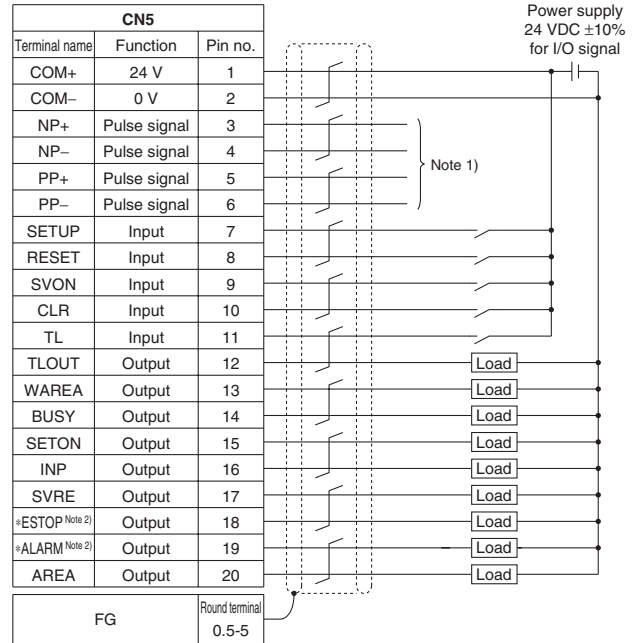 CN5
Power supply
24 VDC ±10%
for I/O signal
Terminal name Function Pin no.
COM+ 24 V 1
COM– 0 V 2
NP+ Pulse signal 3
NP– Pulse signal 4
PP+ Pulse signal 5
PP– Pulse signal 6
Note 1)
SETUP Input 7
RESET Input 8
SVON Input 9
CLR Input 10
TL Input 11
TLOUT Output 12 Load
WAREA Output 13 Load
BUSY Output 14 Load
SETON Output 15 Load
INP Output 16 Load
SVRE Output 17 Load
*ESTOP Note 2) Output 18 Load
*ALARM Note 2) Output 19 Load
AREA Output 20 Load
FG Round terminal
0.5-5